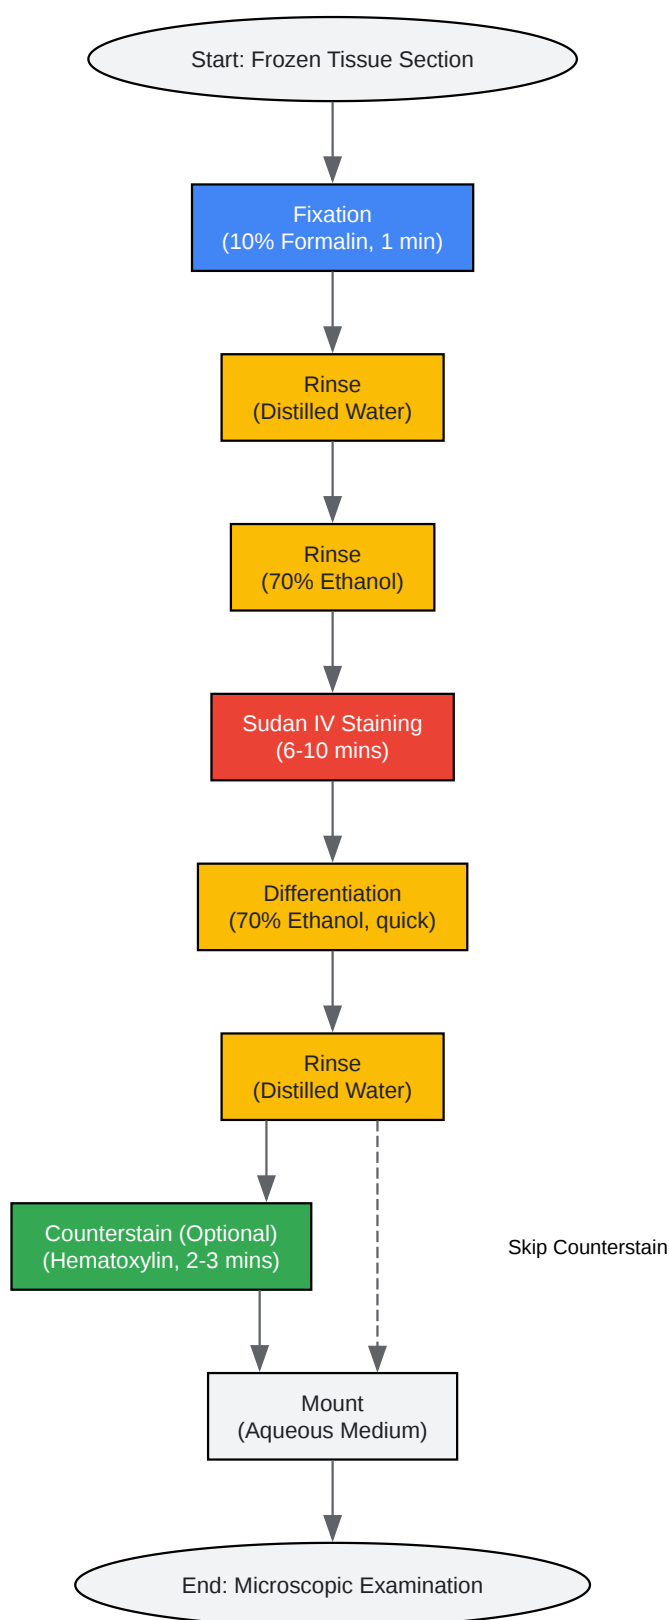 Start: Frozen Tissue Section
Fixation
(10% Formalin, 1 min)
Rinse
(Distilled Water)
Rinse
(70% Ethanol)
Sudan IV Staining
(6-10 mins)
Differentiation
(70% Ethanol, quick)
Rinse
(Distilled Water)
Counterstain (Optional)
(Hematoxylin, 2-3 mins)
Skip Counterstain
Mount
(Aqueous Medium)
End: Microscopic Examination